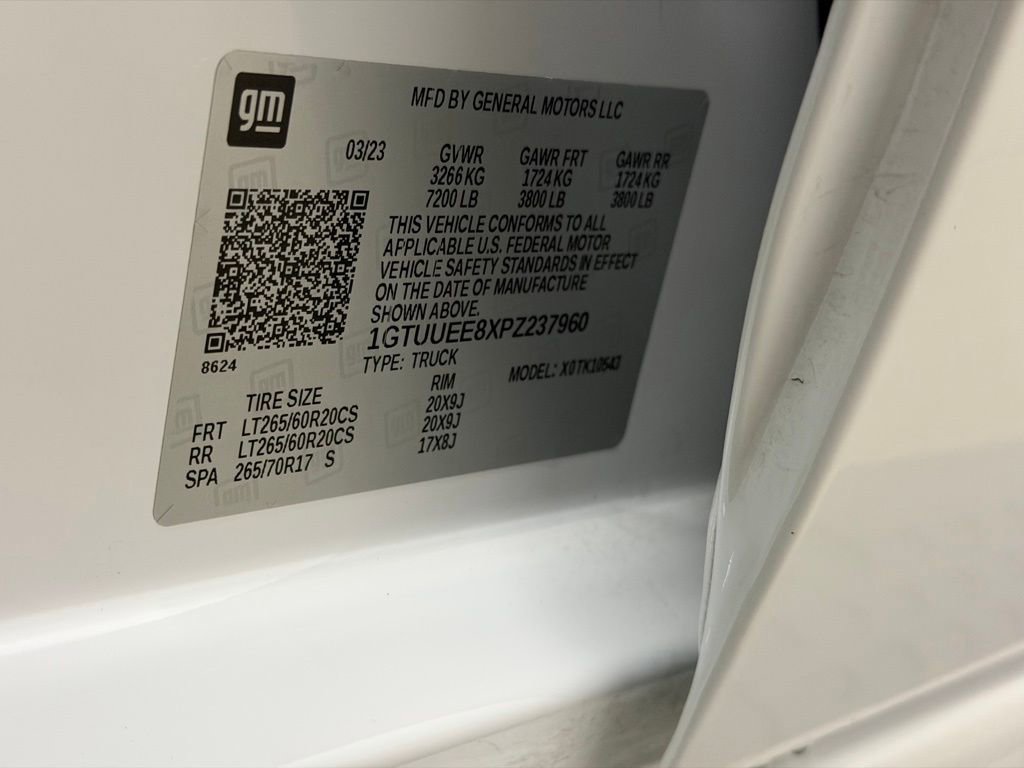 gm
MFD BY GENERAL MOTORS LLC
03/23 GVWR GAWR FRT GAWR RR
3266 KG 1724 KG 1724 KG
7200 LB 3800 LB 3800 LB
THIS VEHICLE CONFORMS TO ALL
APPLICABLE U.S. FEDERAL MOTOR
VEHICLE SAFETY STANDARDS IN EFFECT
ON THE DATE OF MANUFACTURE
SHOWN ABOVE.
1GTUUEE8XPZ237960
8624 TYPE: TRUCK MODEL: X0TK10543
TIRE SIZE RIM
FRT LT265/60R20CS 20X9J
RR LT265/60R20CS 20X9J
SPA 265/70R17 S 17X8J